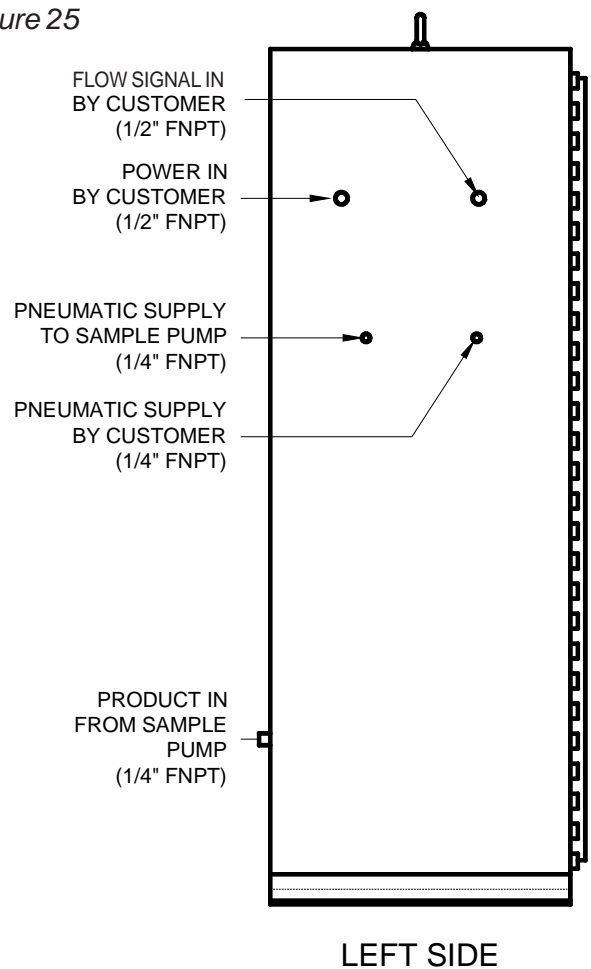 ure 25
FLOW SIGNAL IN
BY CUSTOMER
(1/2" FNPT)
POWER IN
BY CUSTOMER
(1/2" FNPT)
PNEUMATIC SUPPLY
TO SAMPLE PUMP
(1/4" FNPT)
PNEUMATIC SUPPLY
BY CUSTOMER
(1/4" FNPT)
PRODUCT IN
FROM SAMPLE
PUMP
(1/4" FNPT)
LEFT SIDE